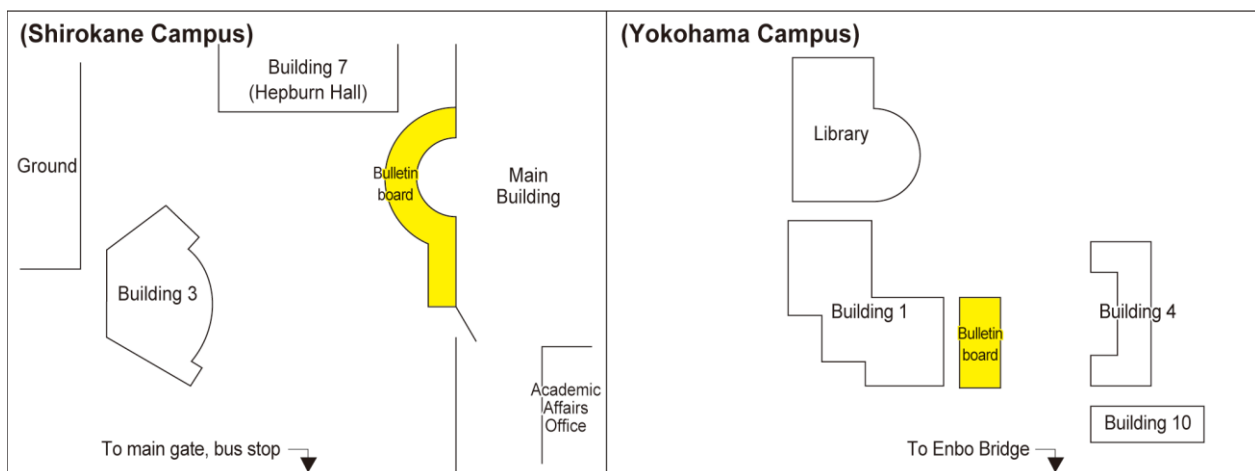 (Shirokane Campus)
Building 7
(Hepburn Hall)
Ground
Bulletin
board
Main
Building
Building 3
Academic
Affairs
Office
To main gate, bus stop
(Yokohama Campus)
Library
Building 1
Bulletin
board
Building 4
Building 10
To Enbo Bridge